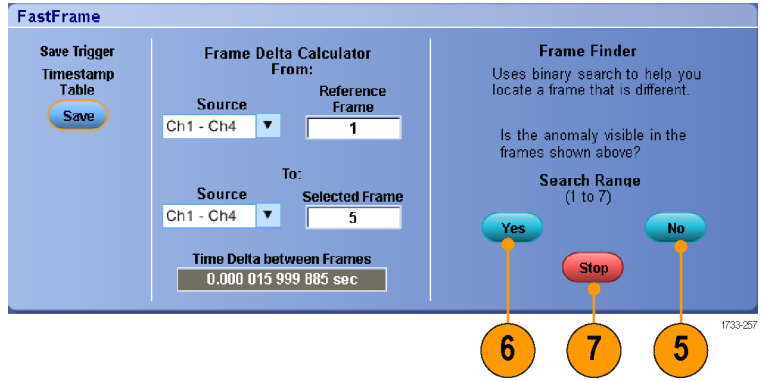 FastFrame
Save Trigger
Timestamp
Table
Save
Frame Delta Calculator
From:
Source
Reference
Frame
Ch1 - Ch4
1
To:
Source
Selected Frame
Ch1 - Ch4
5
Time Delta between Frames
0.000 015 999 885 sec
Frame Finder
Uses binary search to help you
locate a frame that is different.
Is the anomaly visible in the
frames shown above?
Search Range
(1 to 7)
Yes
No
Stop
1733-257
6
7
5